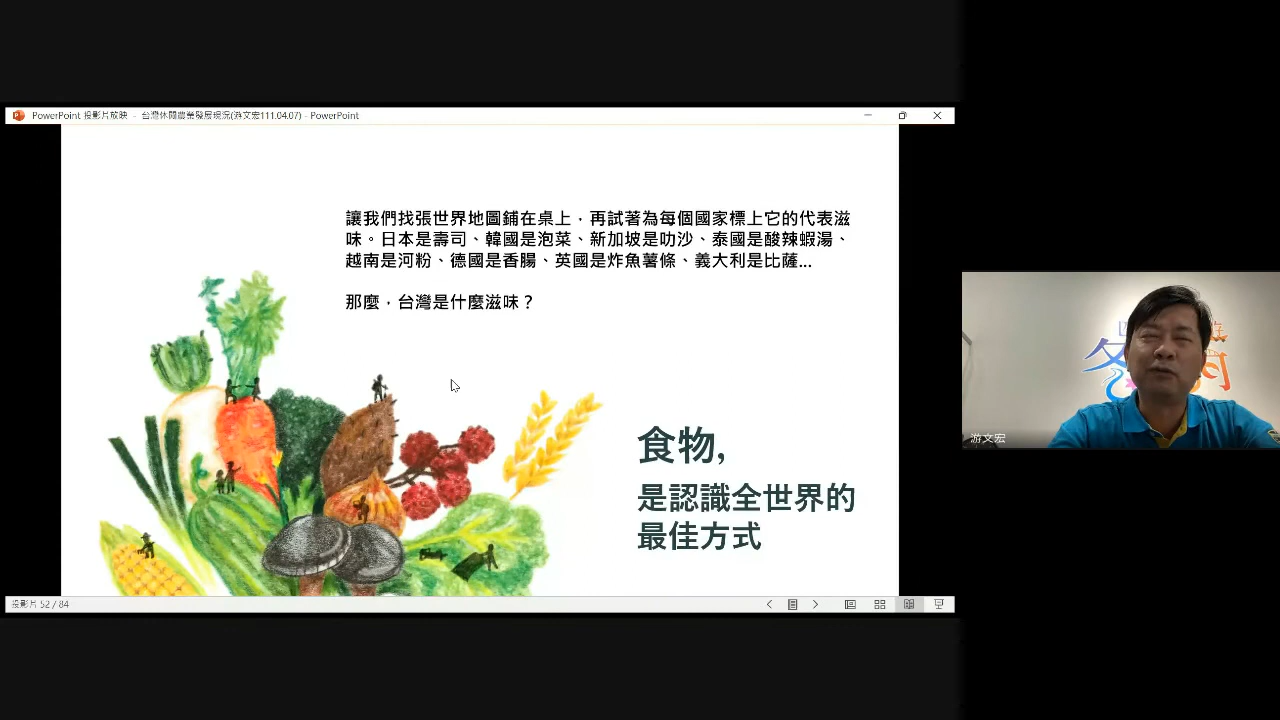 PowerPoint 投影片放映 - 台灣休閒農業發展現況(游文宏111.04.07) - PowerPoint
讓我們找張世界地圖鋪在桌上，再試著為每個國家標上它的代表滋
味。日本是壽司、韓國是泡菜、新加坡是叻沙、泰國是酸辣蝦湯、
越南是河粉、德國是香腸、英國是炸魚薯條、義大利是比薩...
那麼，台灣是什麼滋味？
食物,
是認識全世界的
最佳方式
冬
游文宏
投影片 52 / 84